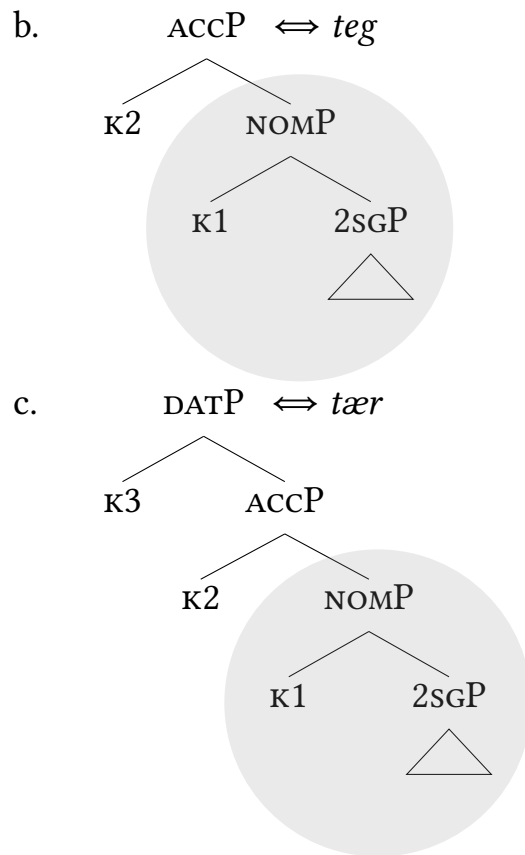 b. ACCP ⇔ teg
K2 NOMP
K1 2SGP
c. DATP ⇔ tær
K3 ACCP
K2 NOMP
K1 2SGP